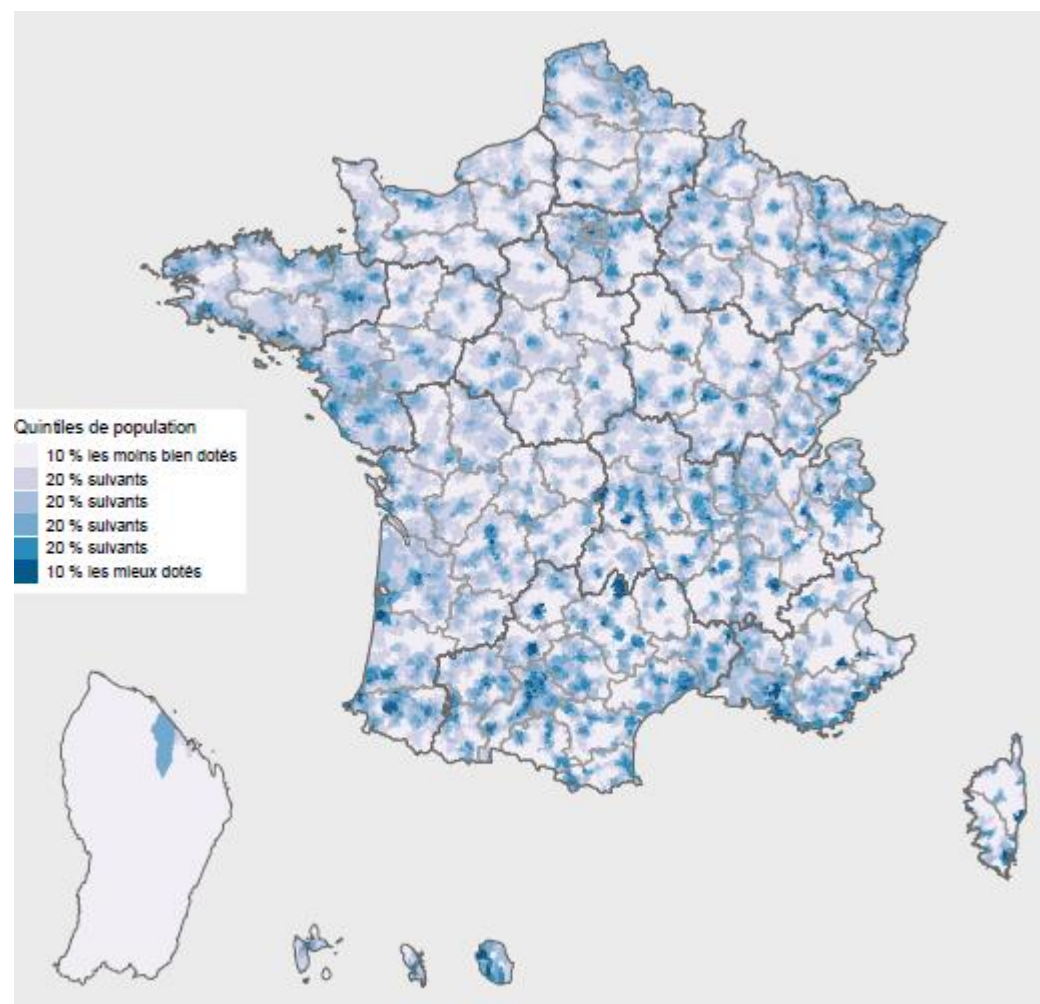 Quintiles de population
10 % les moins bien dotés
20 % suivants
20 % suivants
20 % suivants
20 % suivants
10 % les mieux dotés